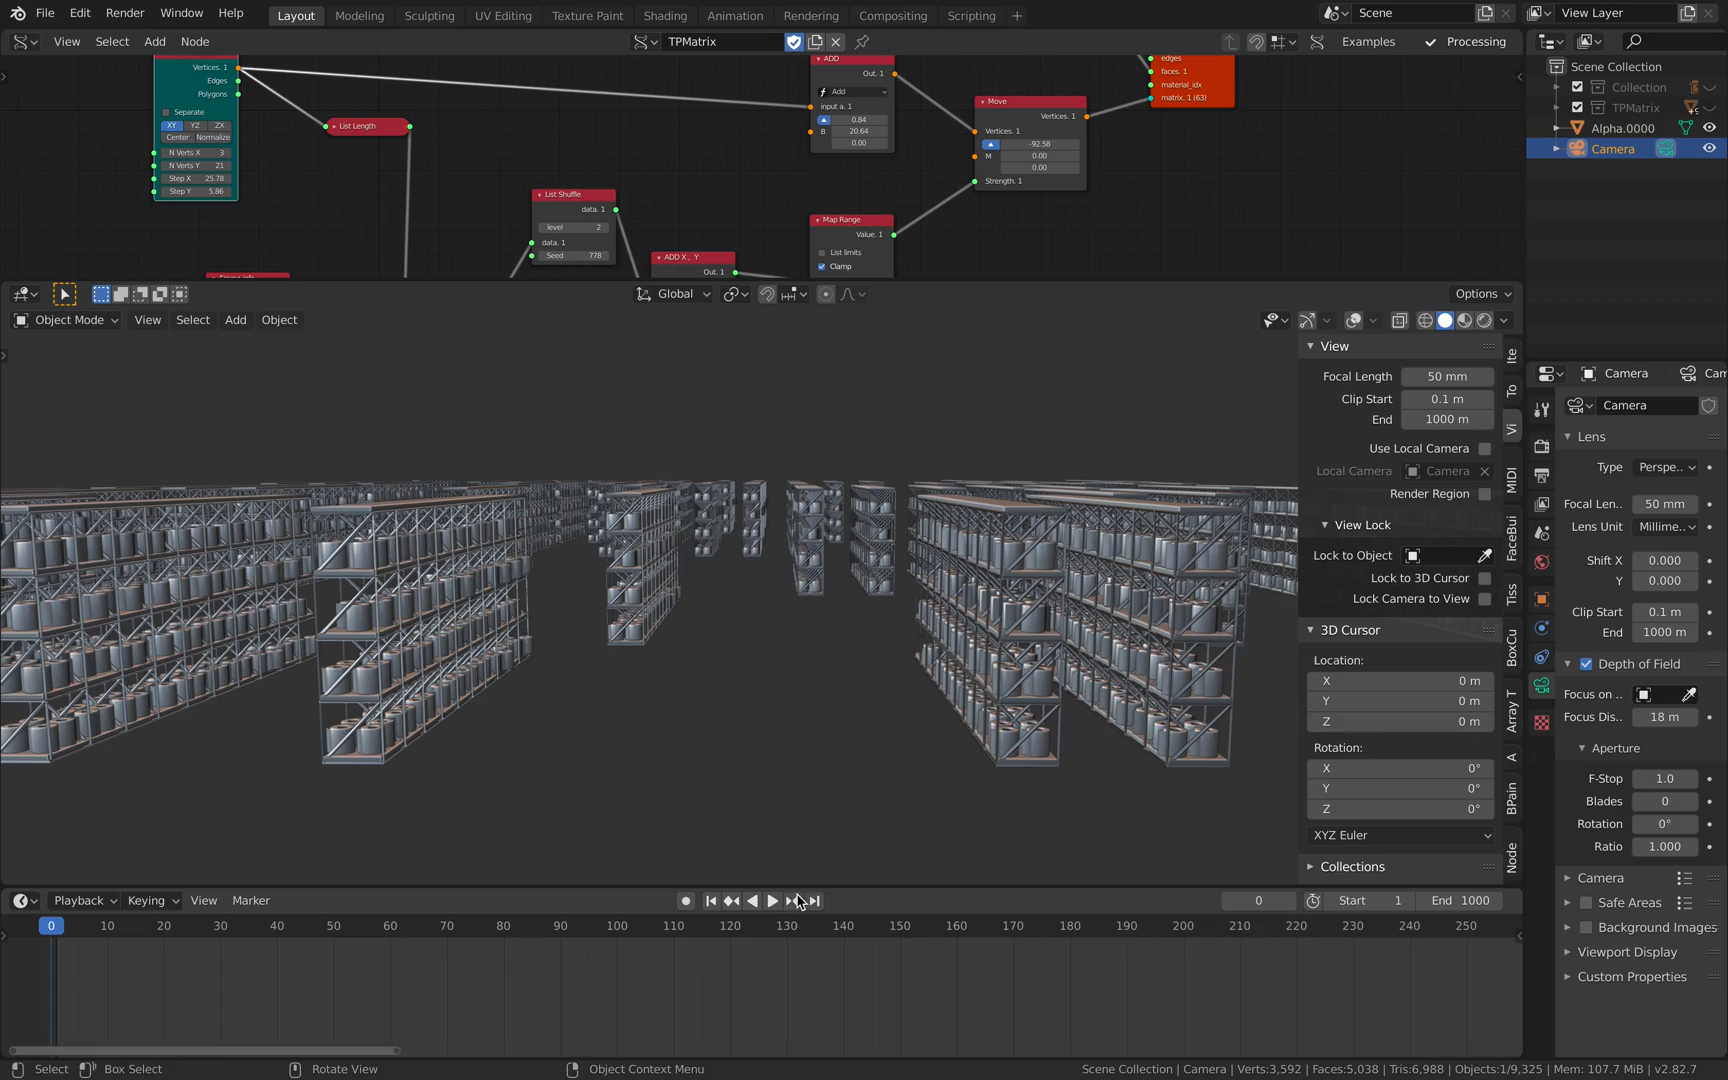 File Edit Render Window Help Layout Modeling Sculpting UV Editing Texture Paint Shading Animation Rendering Compositing Scripting + Scene View Layer
View Select Add Node TPMatrix Examples Processing
Vertices. 1
Edges
Polygons
Separate
XY YZ ZX
Center Normalize
N Verts X 3
N Verts Y 21
Step X 25.78
Step Y 5.86
List Length
List Shuffle
data. 1
level 2
data. 1
Seed 778
ADD X , Y
Out. 1
ADD
Out. 1
Add
input a. 1
0.84
B 20.64
0.00
Map Range
Value. 1
List limits
Clamp
Move
Vertices. 1
Vertices. 1
-92.58
M 0.00
0.00
Strength. 1
edges
faces. 1
material_idx
matrix. 1 (63)
Scene Collection
Collection
TPMatrix
Alpha.0000
Camera
Global Options
Object Mode View Select Add Object
View
Focal Length 50 mm
Clip Start 0.1 m
End 1000 m
Use Local Camera
Local Camera Camera
Render Region
View Lock
Lock to Object
Lock to 3D Cursor
Lock Camera to View
3D Cursor
Location:
X 0 m
Y 0 m
Z 0 m
Rotation:
X 0°
Y 0°
Z 0°
XYZ Euler
Collections
Ite
To
Vi
MIDI
FaceBui
Tiss
BoxCu
Array T
A
BPain
Node
Camera Cam
Camera
Lens
Type Perspe..
Focal Len.. 50 mm
Lens Unit Millime..
Shift X 0.000
Y 0.000
Clip Start 0.1 m
End 1000 m
Depth of Field
Focus on ..
Focus Dis.. 18 m
Aperture
F-Stop 1.0
Blades 0
Rotation 0°
Ratio 1.000
Camera
Safe Areas
Background Images
Viewport Display
Custom Properties
Playback Keying View Marker 0 Start 1 End 1000
0 10 20 30 40 50 60 70 80 90 100 110 120 130 140 150 160 170 180 190 200 210 220 230 240 250
Select Box Select Rotate View Object Context Menu Scene Collection | Camera | Verts:3,592 | Faces:5,038 | Tris:6,988 | Objects:1/9,325 | Mem: 107.7 MiB | v2.82.7